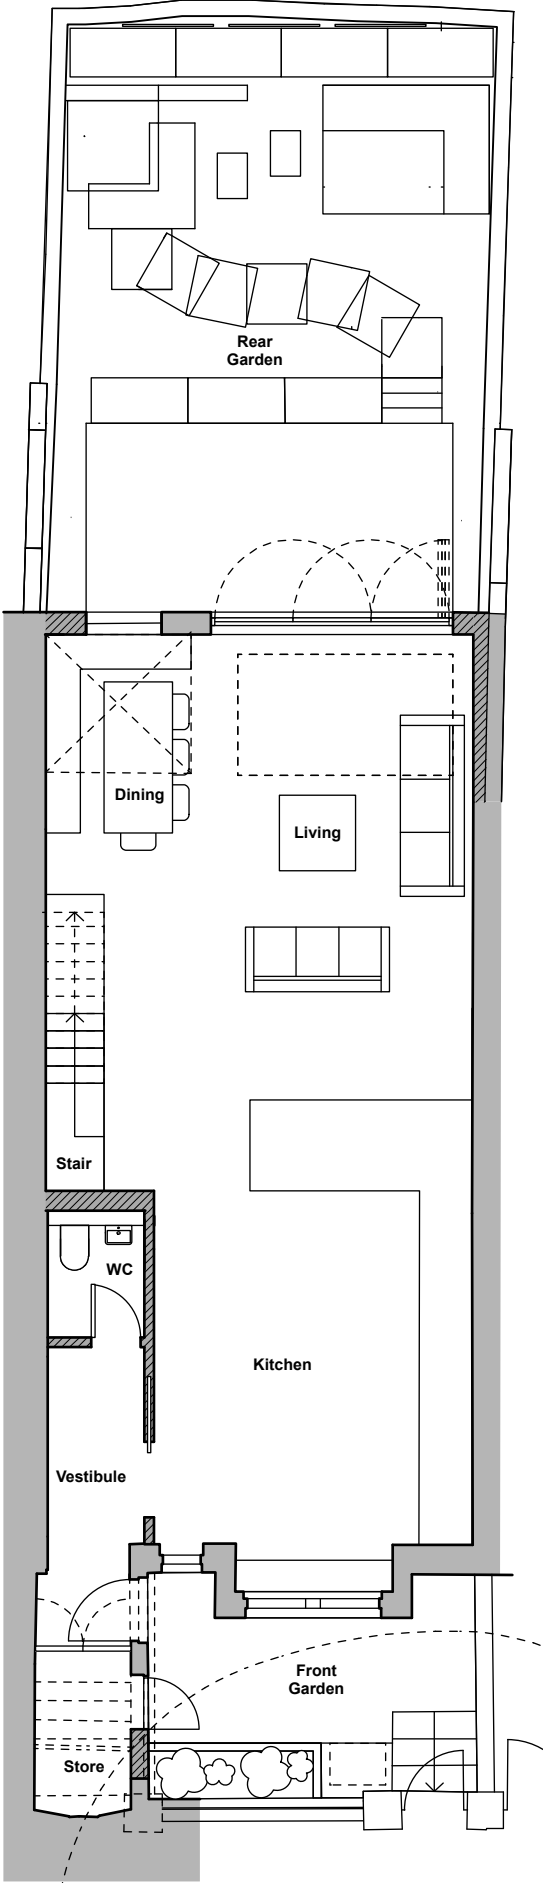 Rear
Garden
Dining
Living
Stair
WC
Kitchen
Vestibule
Front
Garden
Store